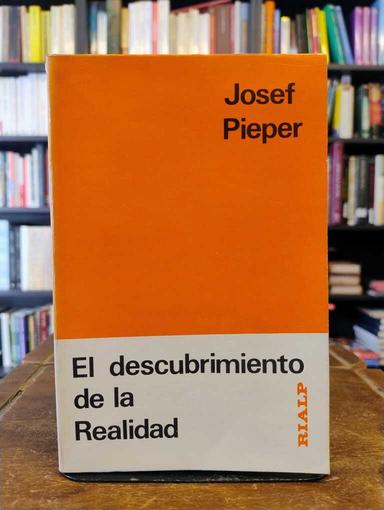 Josef
Pieper
El descubrimiento
de la
Realidad
RIALP